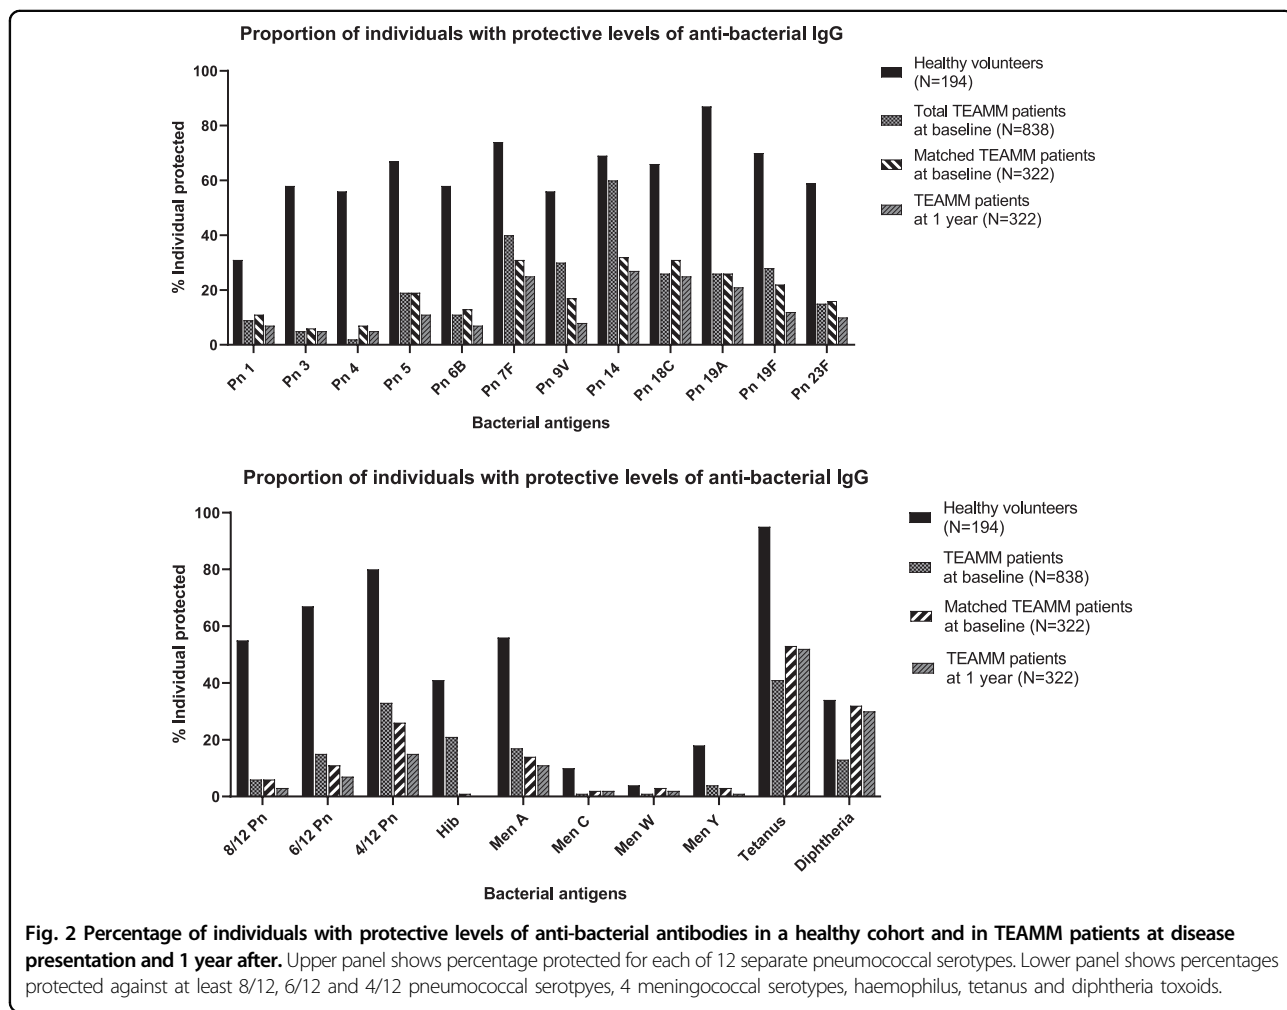 Proportion of individuals with protective levels of anti-bacterial IgG
100
80
60
40
20
0
% Individual protected
Pn 1
Pn 3
Pn 4
Pn 5
Pn 6B
Pn 7F
Pn 9V
Pn 14
Pn 18C
Pn 19A
Pn 19F
Pn 23F
Bacterial antigens
Healthy volunteers
(N=194)
Total TEAMM patients
at baseline (N=838)
Matched TEAMM patients
at baseline (N=322)
TEAMM patients
at 1 year (N=322)
Proportion of individuals with protective levels of anti-bacterial IgG
100
80
60
40
20
0
% Individual protected
8/12 Pn
6/12 Pn
4/12 Pn
Hib
Men A
Men C
Men W
Men Y
Tetanus
Diphtheria
Bacterial antigens
Healthy volunteers
(N=194)
TEAMM patients
at baseline (N=838)
Matched TEAMM patients
at baseline (N=322)
TEAMM patients
at 1 year (N=322)
Fig. 2 Percentage of individuals with protective levels of anti-bacterial antibodies in a healthy cohort and in TEAMM patients at disease
presentation and 1 year after. Upper panel shows percentage protected for each of 12 separate pneumococcal serotypes. Lower panel shows percentages
protected against at least 8/12, 6/12 and 4/12 pneumococcal serotpyes, 4 meningococcal serotypes, haemophilus, tetanus and diphtheria toxoids.